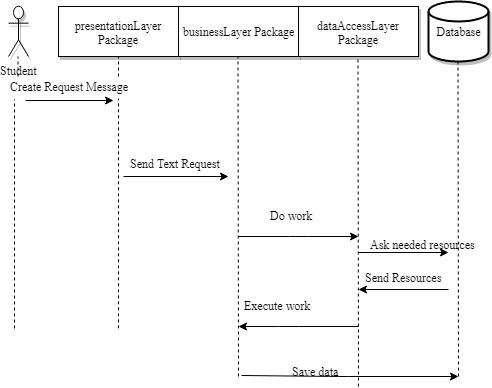 presentationLayer
Package
businessLayer Package
dataAccessLayer
Package
Database
Student
Create Request Message
Send Text Request
Do work
Ask needed resources
Send Resources
Execute work
Save data